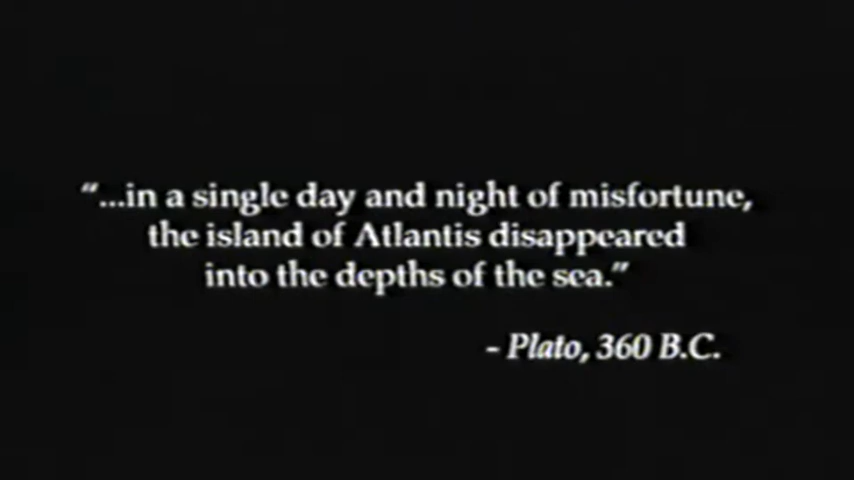 "...in a single day and night of misfortune,
the island of Atlantis disappeared
into the depths of the sea."
- Plato, 360 B.C.